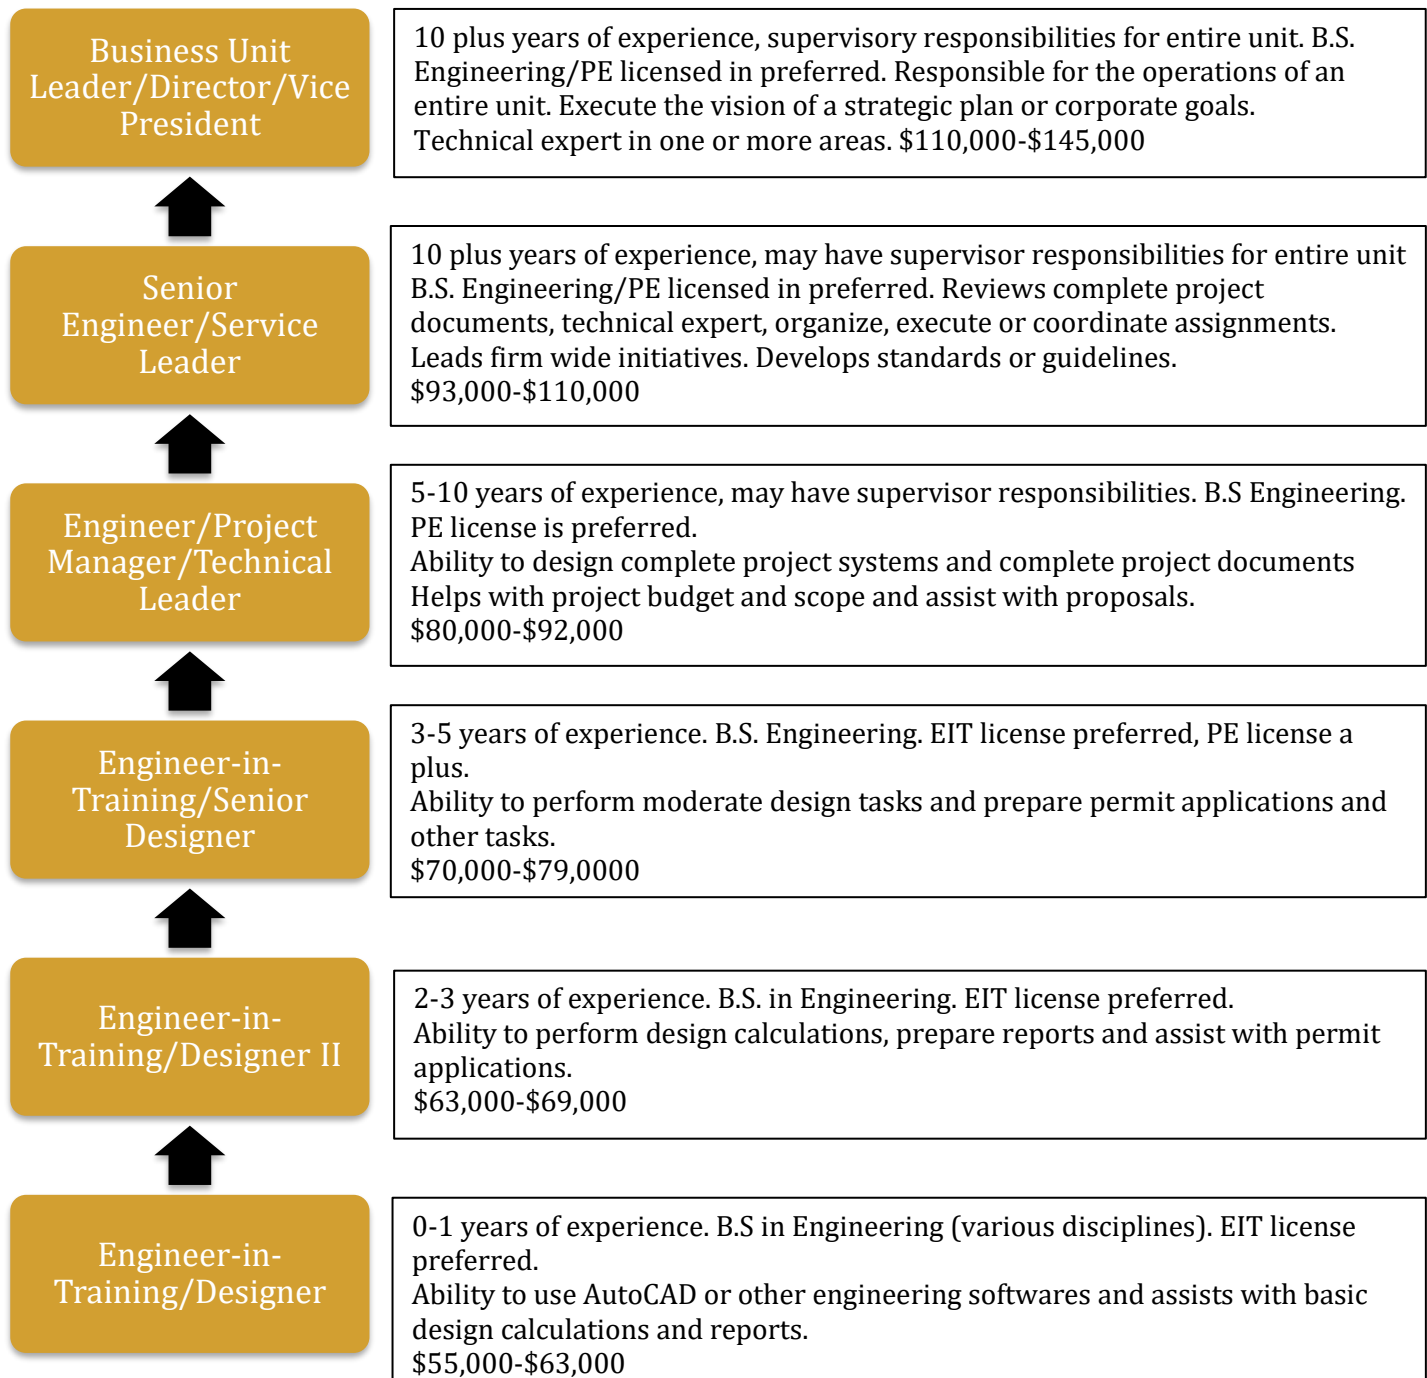 Business Unit
Leader/Director/Vice
President
10 plus years of experience, supervisory responsibilities for entire unit. B.S.
Engineering/PE licensed in preferred. Responsible for the operations of an
entire unit. Execute the vision of a strategic plan or corporate goals.
Technical expert in one or more areas. $110,000-$145,000
Senior
Engineer/Service
Leader
10 plus years of experience, may have supervisor responsibilities for entire unit
B.S. Engineering/PE licensed in preferred. Reviews complete project
documents, technical expert, organize, execute or coordinate assignments.
Leads firm wide initiatives. Develops standards or guidelines.
$93,000-$110,000
Engineer/Project
Manager/Technical
Leader
5-10 years of experience, may have supervisor responsibilities. B.S Engineering.
PE license is preferred.
Ability to design complete project systems and complete project documents
Helps with project budget and scope and assist with proposals.
$80,000-$92,000
Engineer-in-
Training/Senior
Designer
3-5 years of experience. B.S. Engineering. EIT license preferred, PE license a
plus.
Ability to perform moderate design tasks and prepare permit applications and
other tasks.
$70,000-$79,0000
Engineer-in-
Training/Designer II
2-3 years of experience. B.S. in Engineering. EIT license preferred.
Ability to perform design calculations, prepare reports and assist with permit
applications.
$63,000-$69,000
Engineer-in-
Training/Designer
0-1 years of experience. B.S in Engineering (various disciplines). EIT license
preferred.
Ability to use AutoCAD or other engineering softwares and assists with basic
design calculations and reports.
$55,000-$63,000